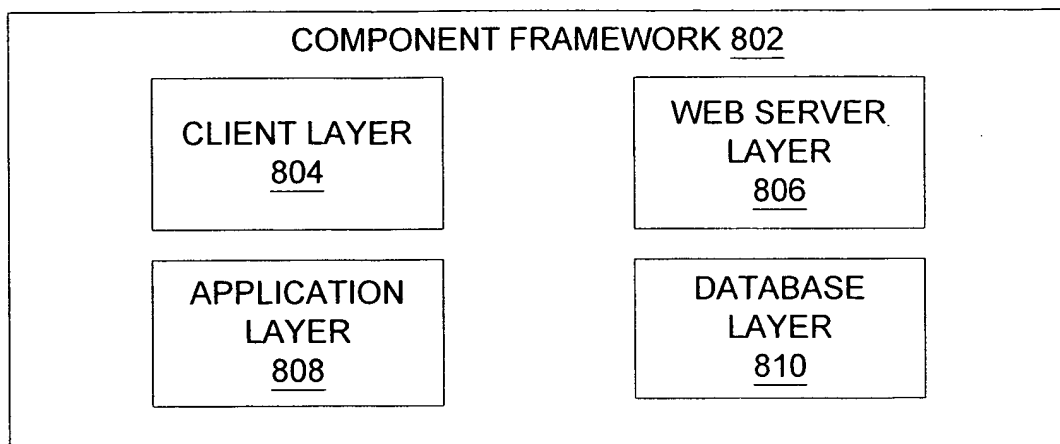 COMPONENT FRAMEWORK 802
CLIENT LAYER
804
WEB SERVER
LAYER
806
APPLICATION
LAYER
808
DATABASE
LAYER
810